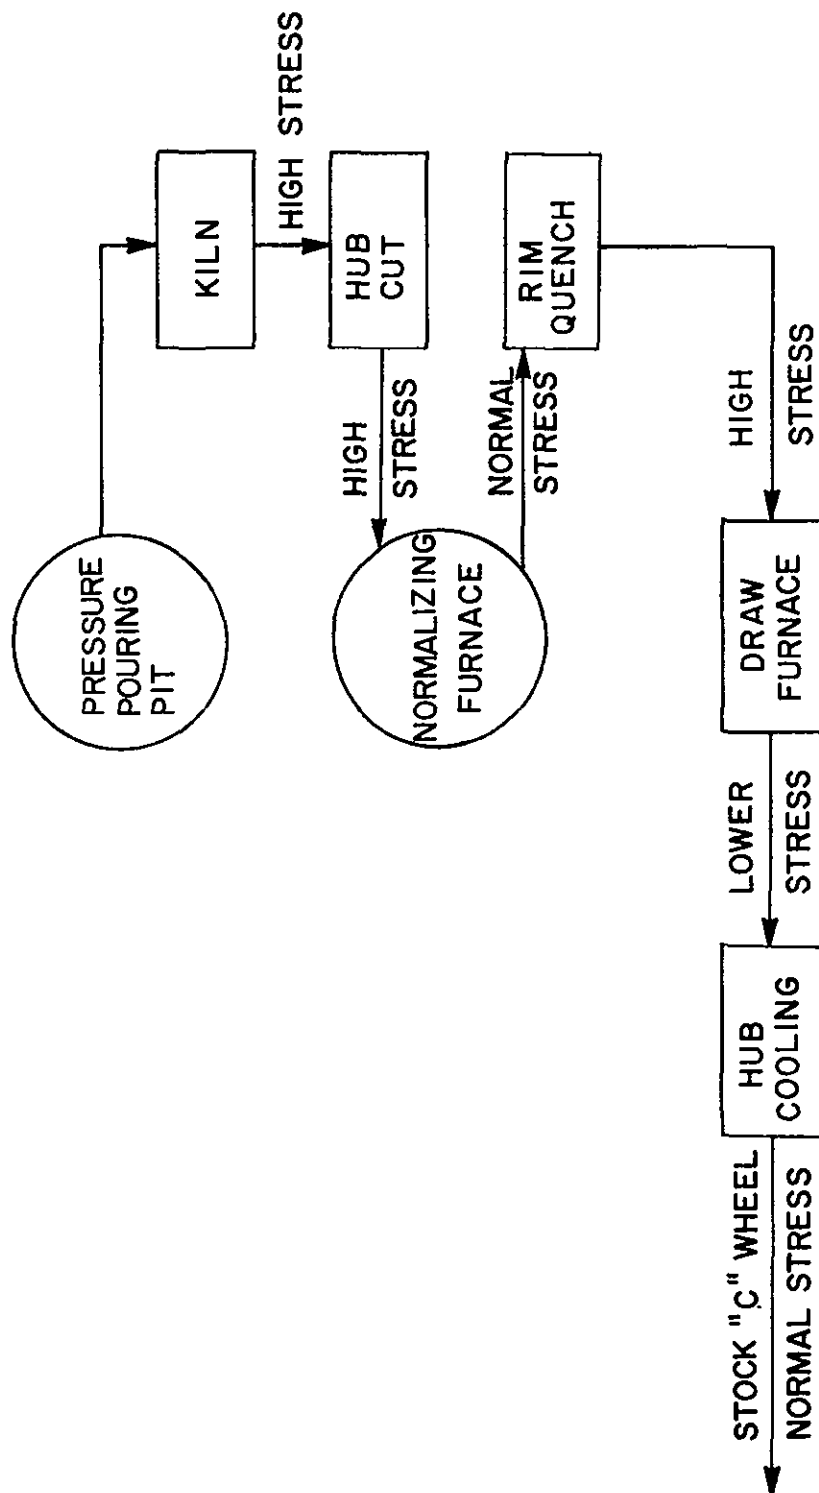 PRESSURE
POURING
PIT
KILN
HIGH STRESS
HUB
CUT
HIGH
STRESS
NORMALIZING
FURNACE
NORMAL
STRESS
RIM
QUENCH
HIGH
STRESS
DRAW
FURNACE
LOWER
STRESS
HUB
COOLING
STOCK "C" WHEEL
NORMAL STRESS